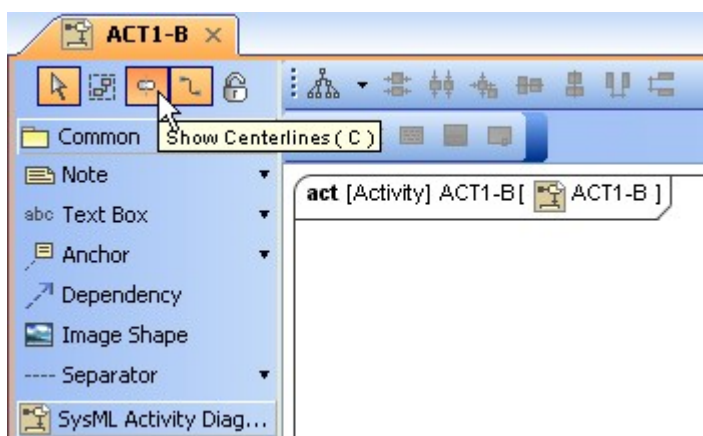 ACT1-B
Show Centerlines ( C )
Common
Note
abc Text Box
Anchor
Dependency
Image Shape
Separator
SysML Activity Diag...
act [Activity] ACT1-B[ ACT1-B ]